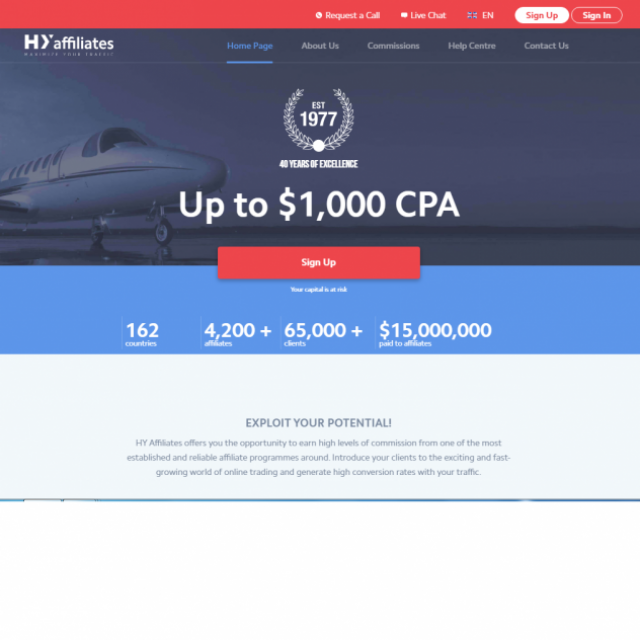 Request a Call
Live Chat
EN
Sign Up
Sign In
HYaffiliates
MAXIMIZE YOUR TRAFFIC
Home Page
About Us
Commissions
Help Centre
Contact Us
EST
1977
40 YEARS OF EXCELLENCE
Up to $1,000 CPA
Sign Up
Your capital is at risk
162
countries
4,200 +
affiliates
65,000 +
clients
$15,000,000
paid to affiliates
EXPLOIT YOUR POTENTIAL!
HY Affiliates offers you the opportunity to earn high levels of commission from one of the most
established and reliable affiliate programmes around. Introduce your clients to the exciting and fast-
growing world of online trading and generate high conversion rates with your traffic.